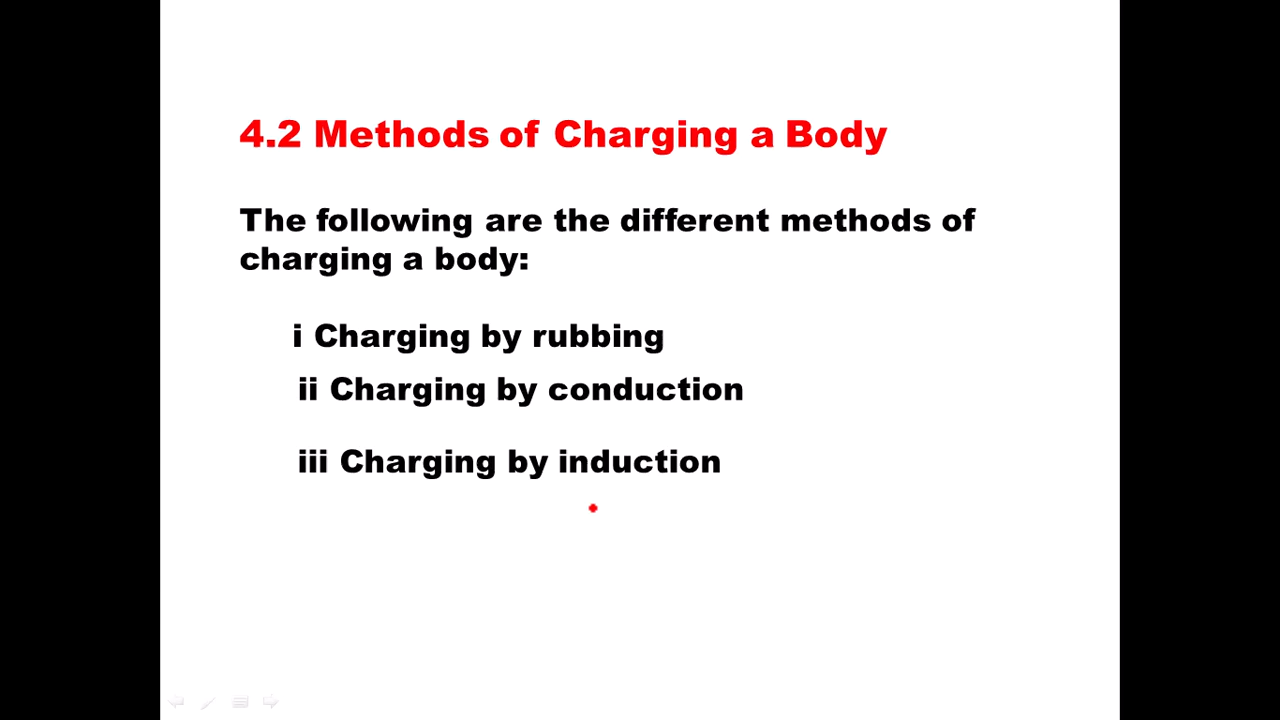 4.2 Methods of Charging a Body
The following are the different methods of
charging a body:
i Charging by rubbing
ii Charging by conduction
iii Charging by induction